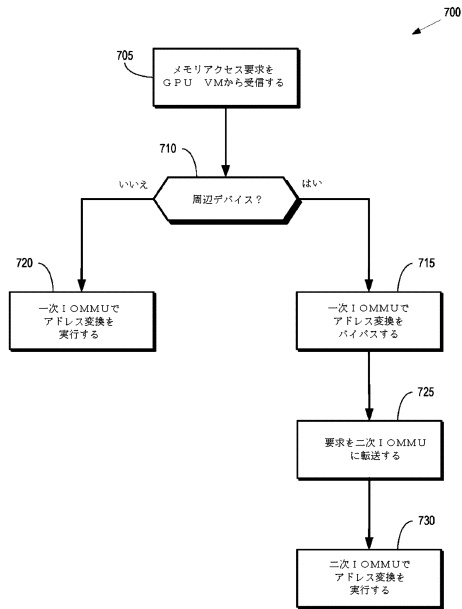 700
705
メモリアクセス要求を
GPU VMから受信する
710
いいえ
はい
周辺デバイス?
720
一次IOMMUで
アドレス変換を
実行する
715
一次IOMMUで
アドレス変換を
バイパスする
725
要求を二次IOMMU
に転送する
730
二次IOMMUで
アドレス変換を
実行する